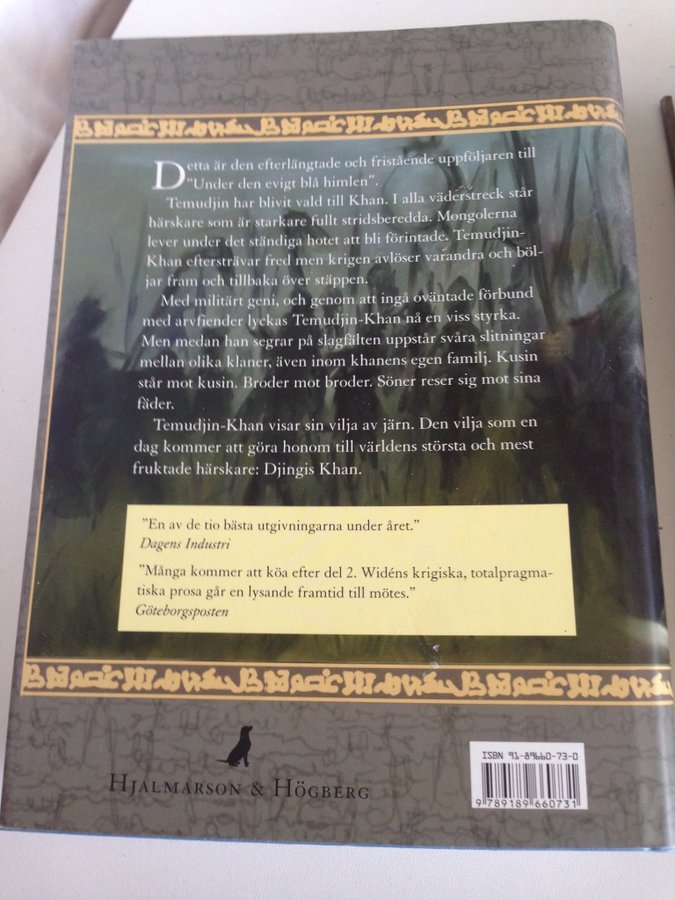 Detta är den efterlängtade och fristående uppföljaren till
"Under den evigt blå himlen".
Temudjin har blivit vald till Khan. I alla väderstreck står
härskare som är starkare fullt stridsberedda. Mongolerna
lever under det ständiga hotet att bli förintade. Temudjin-
Khan eftersträvar fred men krigen avlöser varandra och böl-
jar fram och tillbaka över stäppen.
Med militärt geni, och genom att ingå oväntade förbund
med arvfiender lyckas Temudjin-Khan nå en viss styrka.
Men medan han segrar på slagfälten uppstår svåra slitningar
mellan olika klaner, även inom khanens egen familj. Kusin
står mot kusin. Broder mot broder. Söner reser sig mot sina
fäder.
Temudjin-Khan visar sin vilja av järn. Den vilja som en
dag kommer att göra honom till världens största och mest
fruktade härskare: Djingis Khan.
"En av de tio bästa utgivningarna under året."
Dagens Industri
"Många kommer att köa efter del 2. Widéns krigiska, totalpragma-
tiska prosa går en lysande framtid till mötes."
Göteborgsposten
Hjalmarson & Högberg
ISBN 91-89660-73-0
9 789189 660731